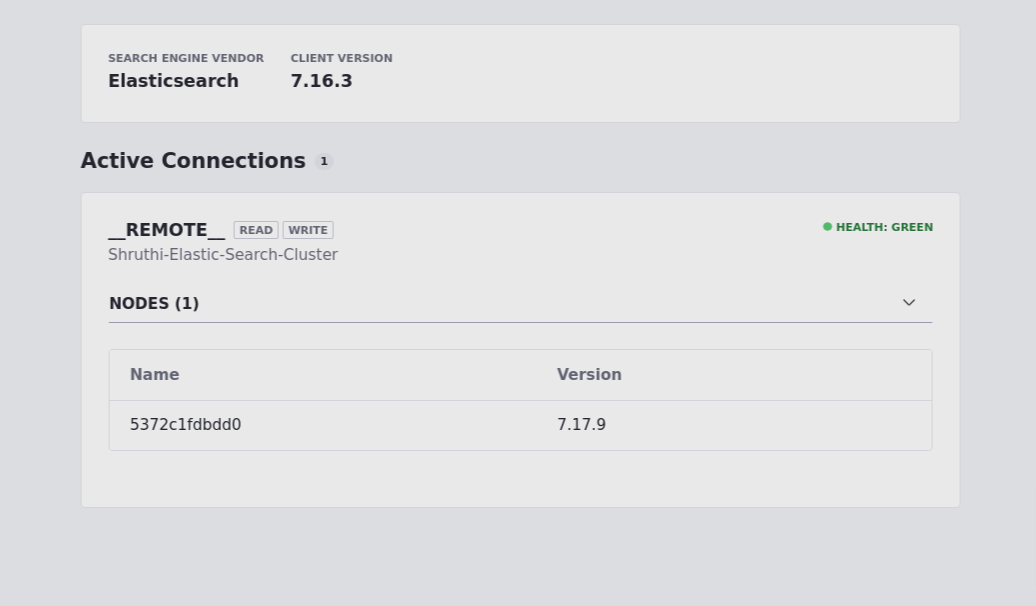 SEARCH ENGINE VENDOR CLIENT VERSION
Elasticsearch 7.16.3
Active Connections 1
__REMOTE__ READ WRITE HEALTH: GREEN
Shruthi-Elastic-Search-Cluster
NODES (1)
Name Version
5372c1fdbdd0 7.17.9